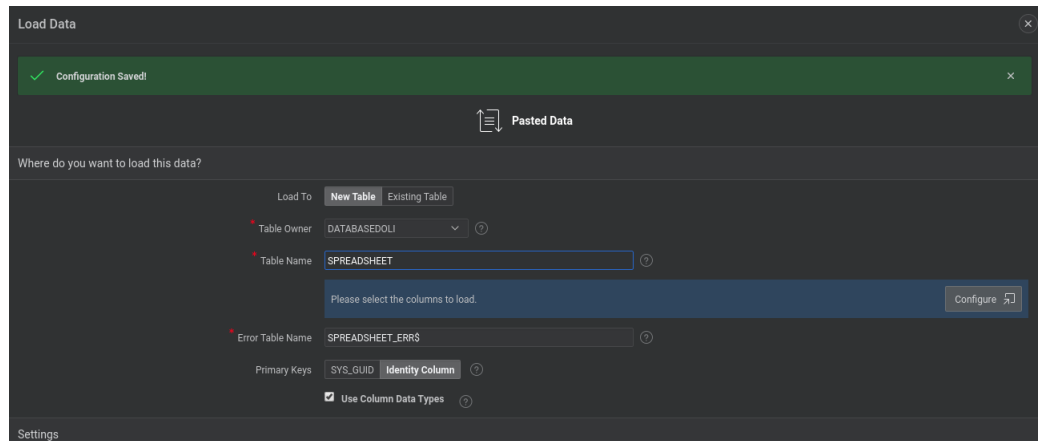 Load Data
Configuration Saved!
Pasted Data
Where do you want to load this data?
Load To New Table Existing Table
* Table Owner DATABASEDOLI
* Table Name SPREADSHEET
Please select the columns to load. Configure
* Error Table Name SPREADSHEET_ERR$
Primary Keys SYS_GUID Identity Column
Use Column Data Types
Settings